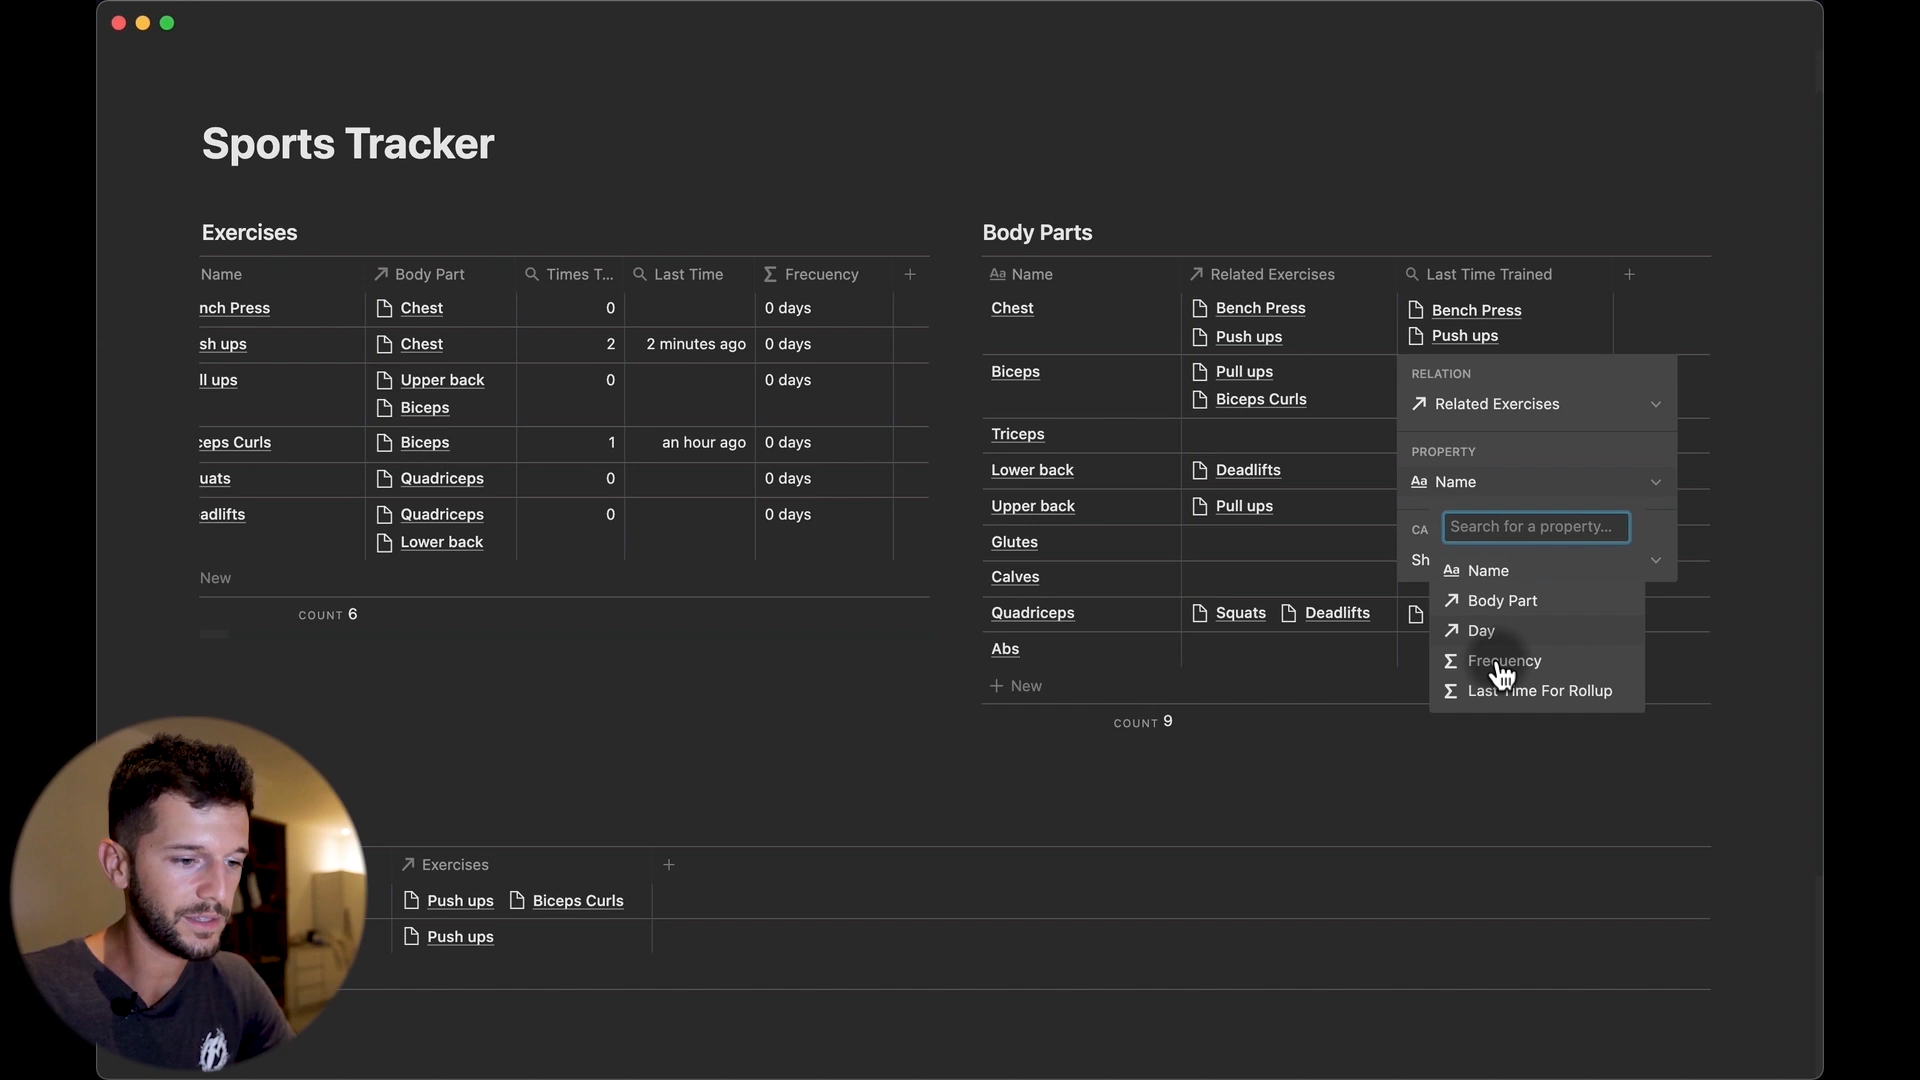 Sports Tracker
Exercises
Name Body Part Times T... Last Time Frecuency
nch Press Chest 0 0 days
sh ups Chest 2 2 minutes ago 0 days
ll ups Upper back 0 0 days
Biceps
ceps Curls Biceps 1 an hour ago 0 days
uats Quadriceps 0 0 days
adlifts Quadriceps 0 0 days
Lower back
New
COUNT 6
Body Parts
Aa Name Related Exercises Last Time Trained
Chest Bench Press Bench Press
Push ups Push ups
Biceps Pull ups
Biceps Curls
Triceps
Lower back Deadlifts
Upper back Pull ups
Glutes
Calves
Quadriceps Squats Deadlifts
Abs
New
COUNT 9
RELATION
Related Exercises
PROPERTY
Aa Name
CA
Sh
Search for a property...
Aa Name
Body Part
Day
Frecuency
Last Time For Rollup
Exercises
Push ups Biceps Curls
Push ups